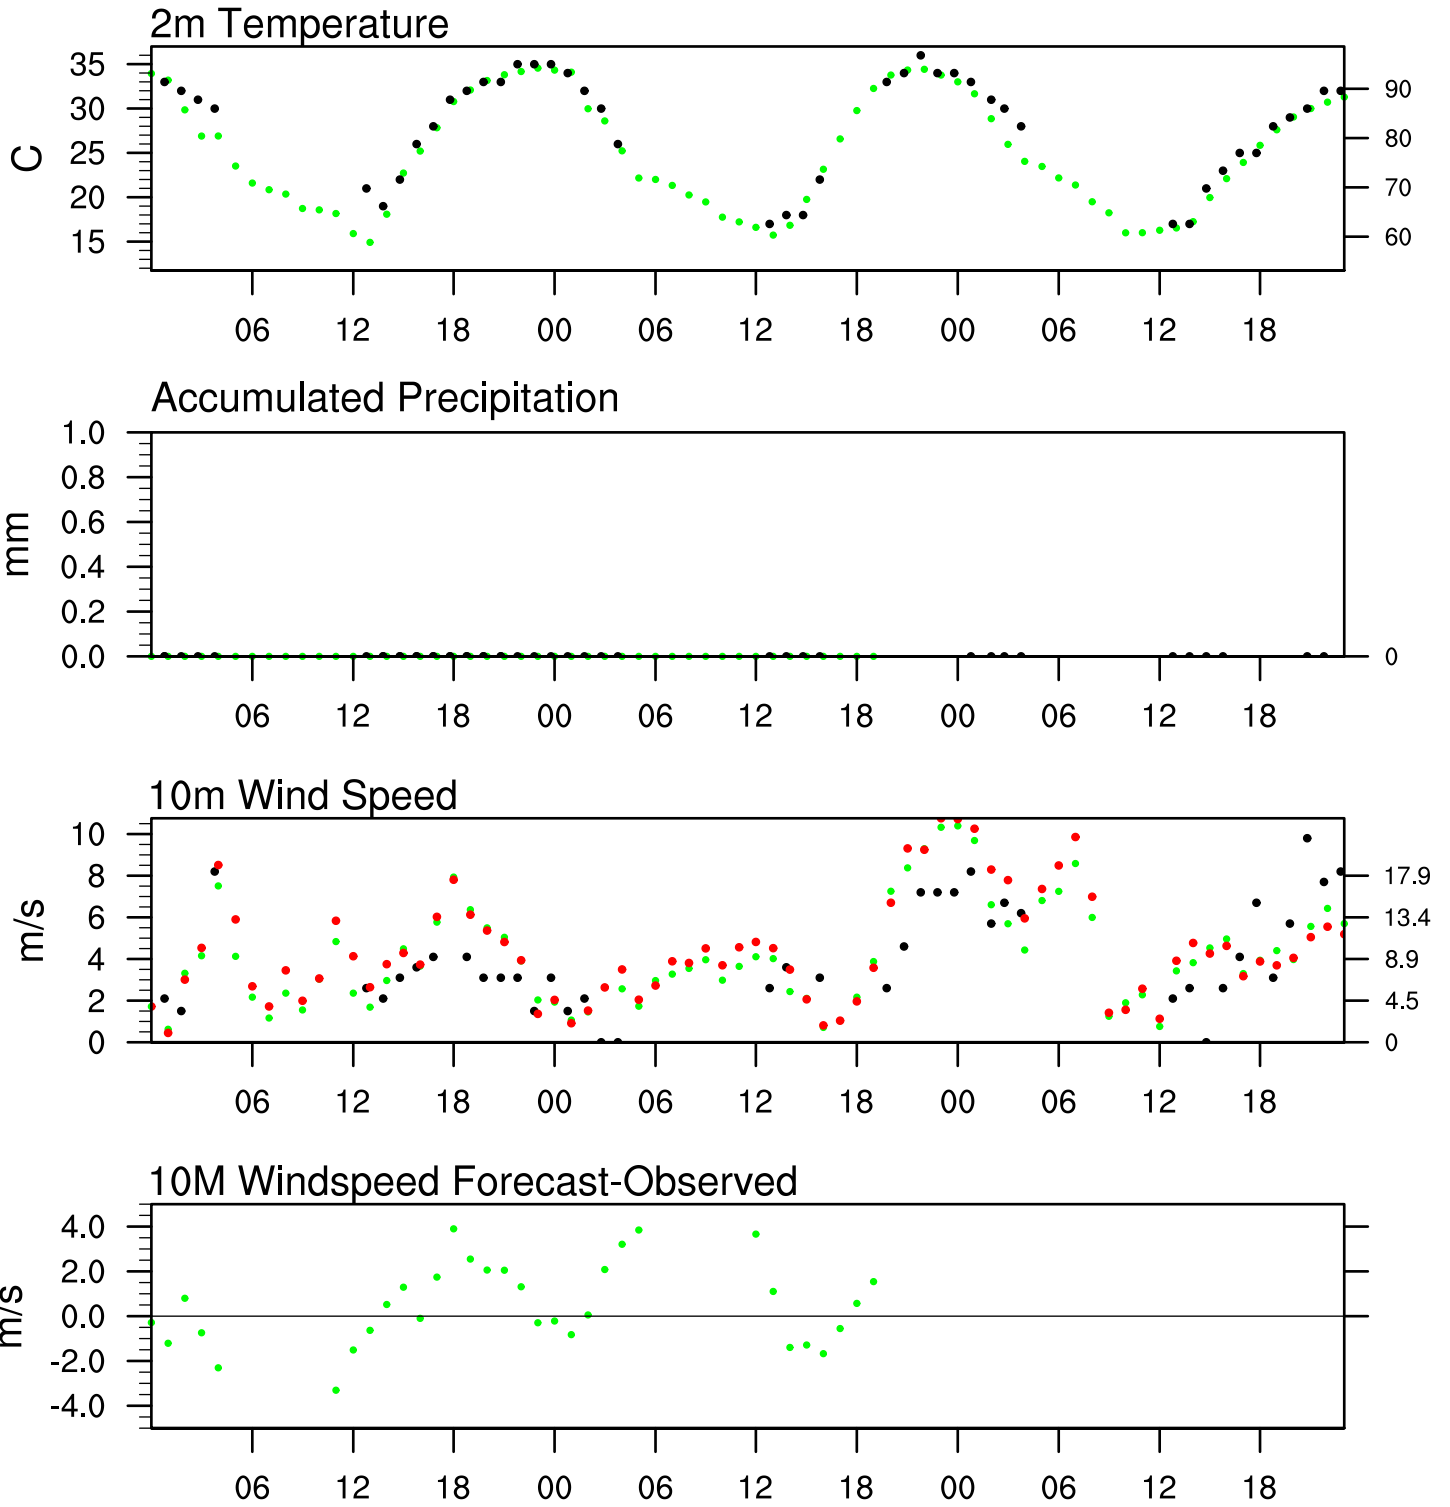 2m Temperature
35
30
25
20
15
C
90
80
70
60
06 12 18 00 06 12 18 00 06 12 18
Accumulated Precipitation
1.0
0.8
0.6
0.4
0.2
0.0
mm
0
06 12 18 00 06 12 18 00 06 12 18
10m Wind Speed
10
8
6
4
2
0
m/s
17.9
13.4
8.9
4.5
0
06 12 18 00 06 12 18 00 06 12 18
10M Windspeed Forecast-Observed
4.0
2.0
0.0
-2.0
-4.0
m/s
06 12 18 00 06 12 18 00 06 12 18